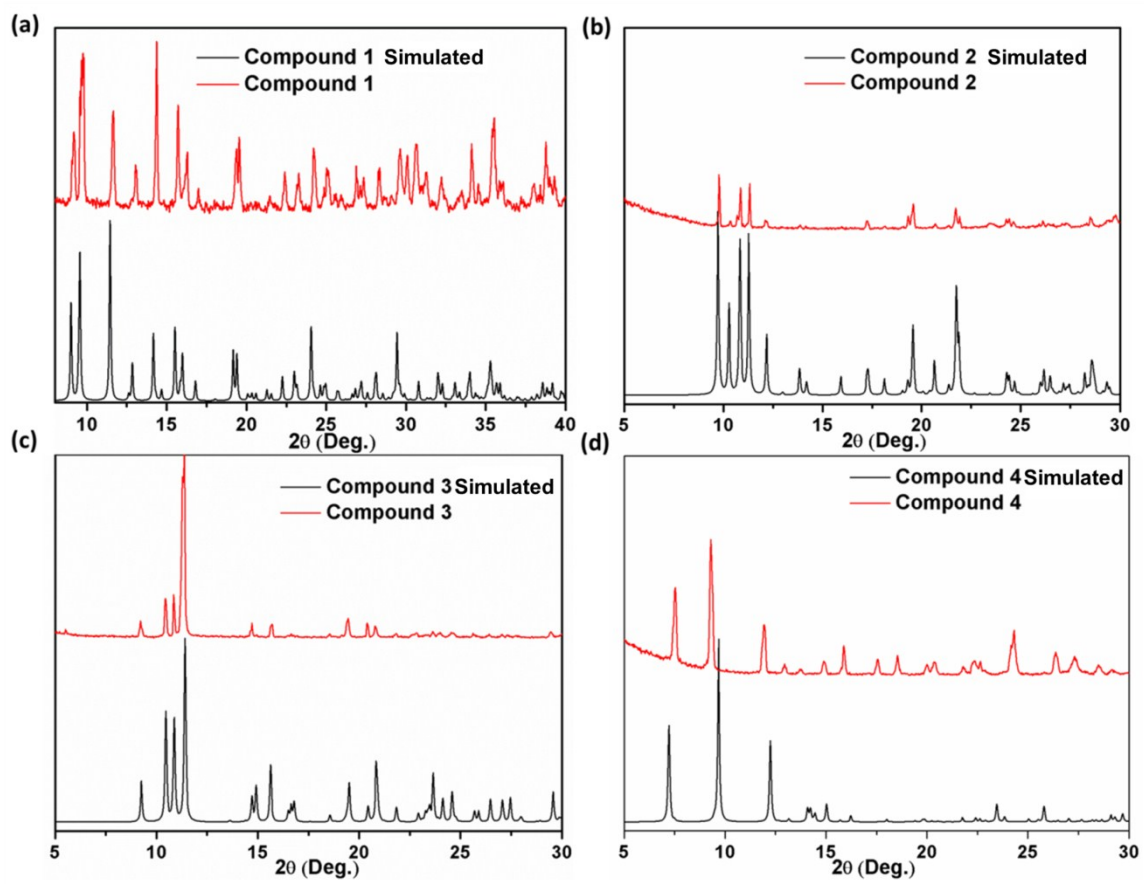 (a)
Compound 1 Simulated
Compound 1
10 15 20 25 30 35 40
2θ (Deg.)
(b)
Compound 2 Simulated
Compound 2
5 10 15 20 25 30
2θ (Deg.)
(c)
Compound 3 Simulated
Compound 3
5 10 15 20 25 30
2θ (Deg.)
(d)
Compound 4 Simulated
Compound 4
5 10 15 20 25 30
2θ (Deg.)